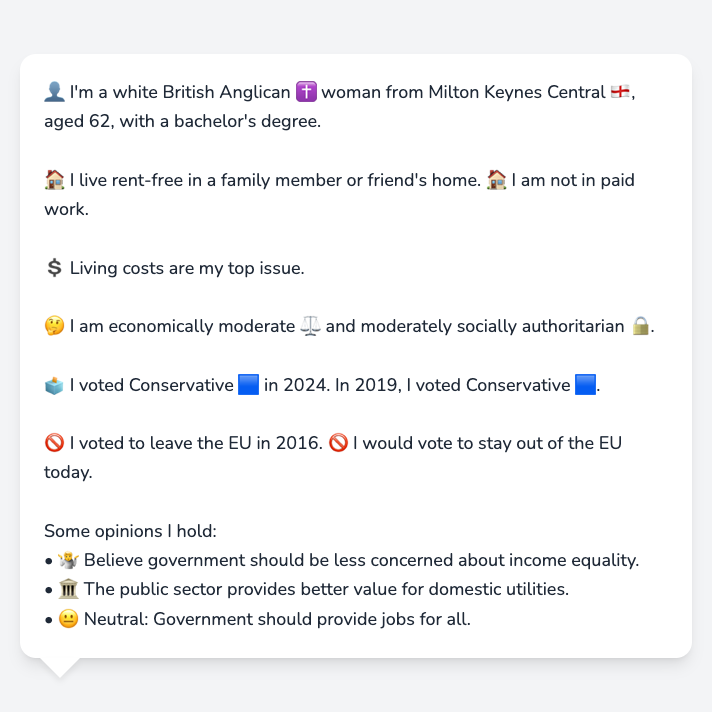 👤 I'm a white British Anglican ✝️ woman from Milton Keynes Central 🏴󠁧󠁢󠁥󠁮󠁧󠁿,
aged 62, with a bachelor's degree.
🏠 I live rent-free in a family member or friend's home. 🏠 I am not in paid
work.
💲 Living costs are my top issue.
🤔 I am economically moderate ⚖️ and moderately socially authoritarian 🔒.
🗳️ I voted Conservative 🟦 in 2024. In 2019, I voted Conservative 🟦.
🚫 I voted to leave the EU in 2016. 🚫 I would vote to stay out of the EU
today.
Some opinions I hold:
• 🤷 Believe government should be less concerned about income equality.
• 🏛️ The public sector provides better value for domestic utilities.
• 😐 Neutral: Government should provide jobs for all.